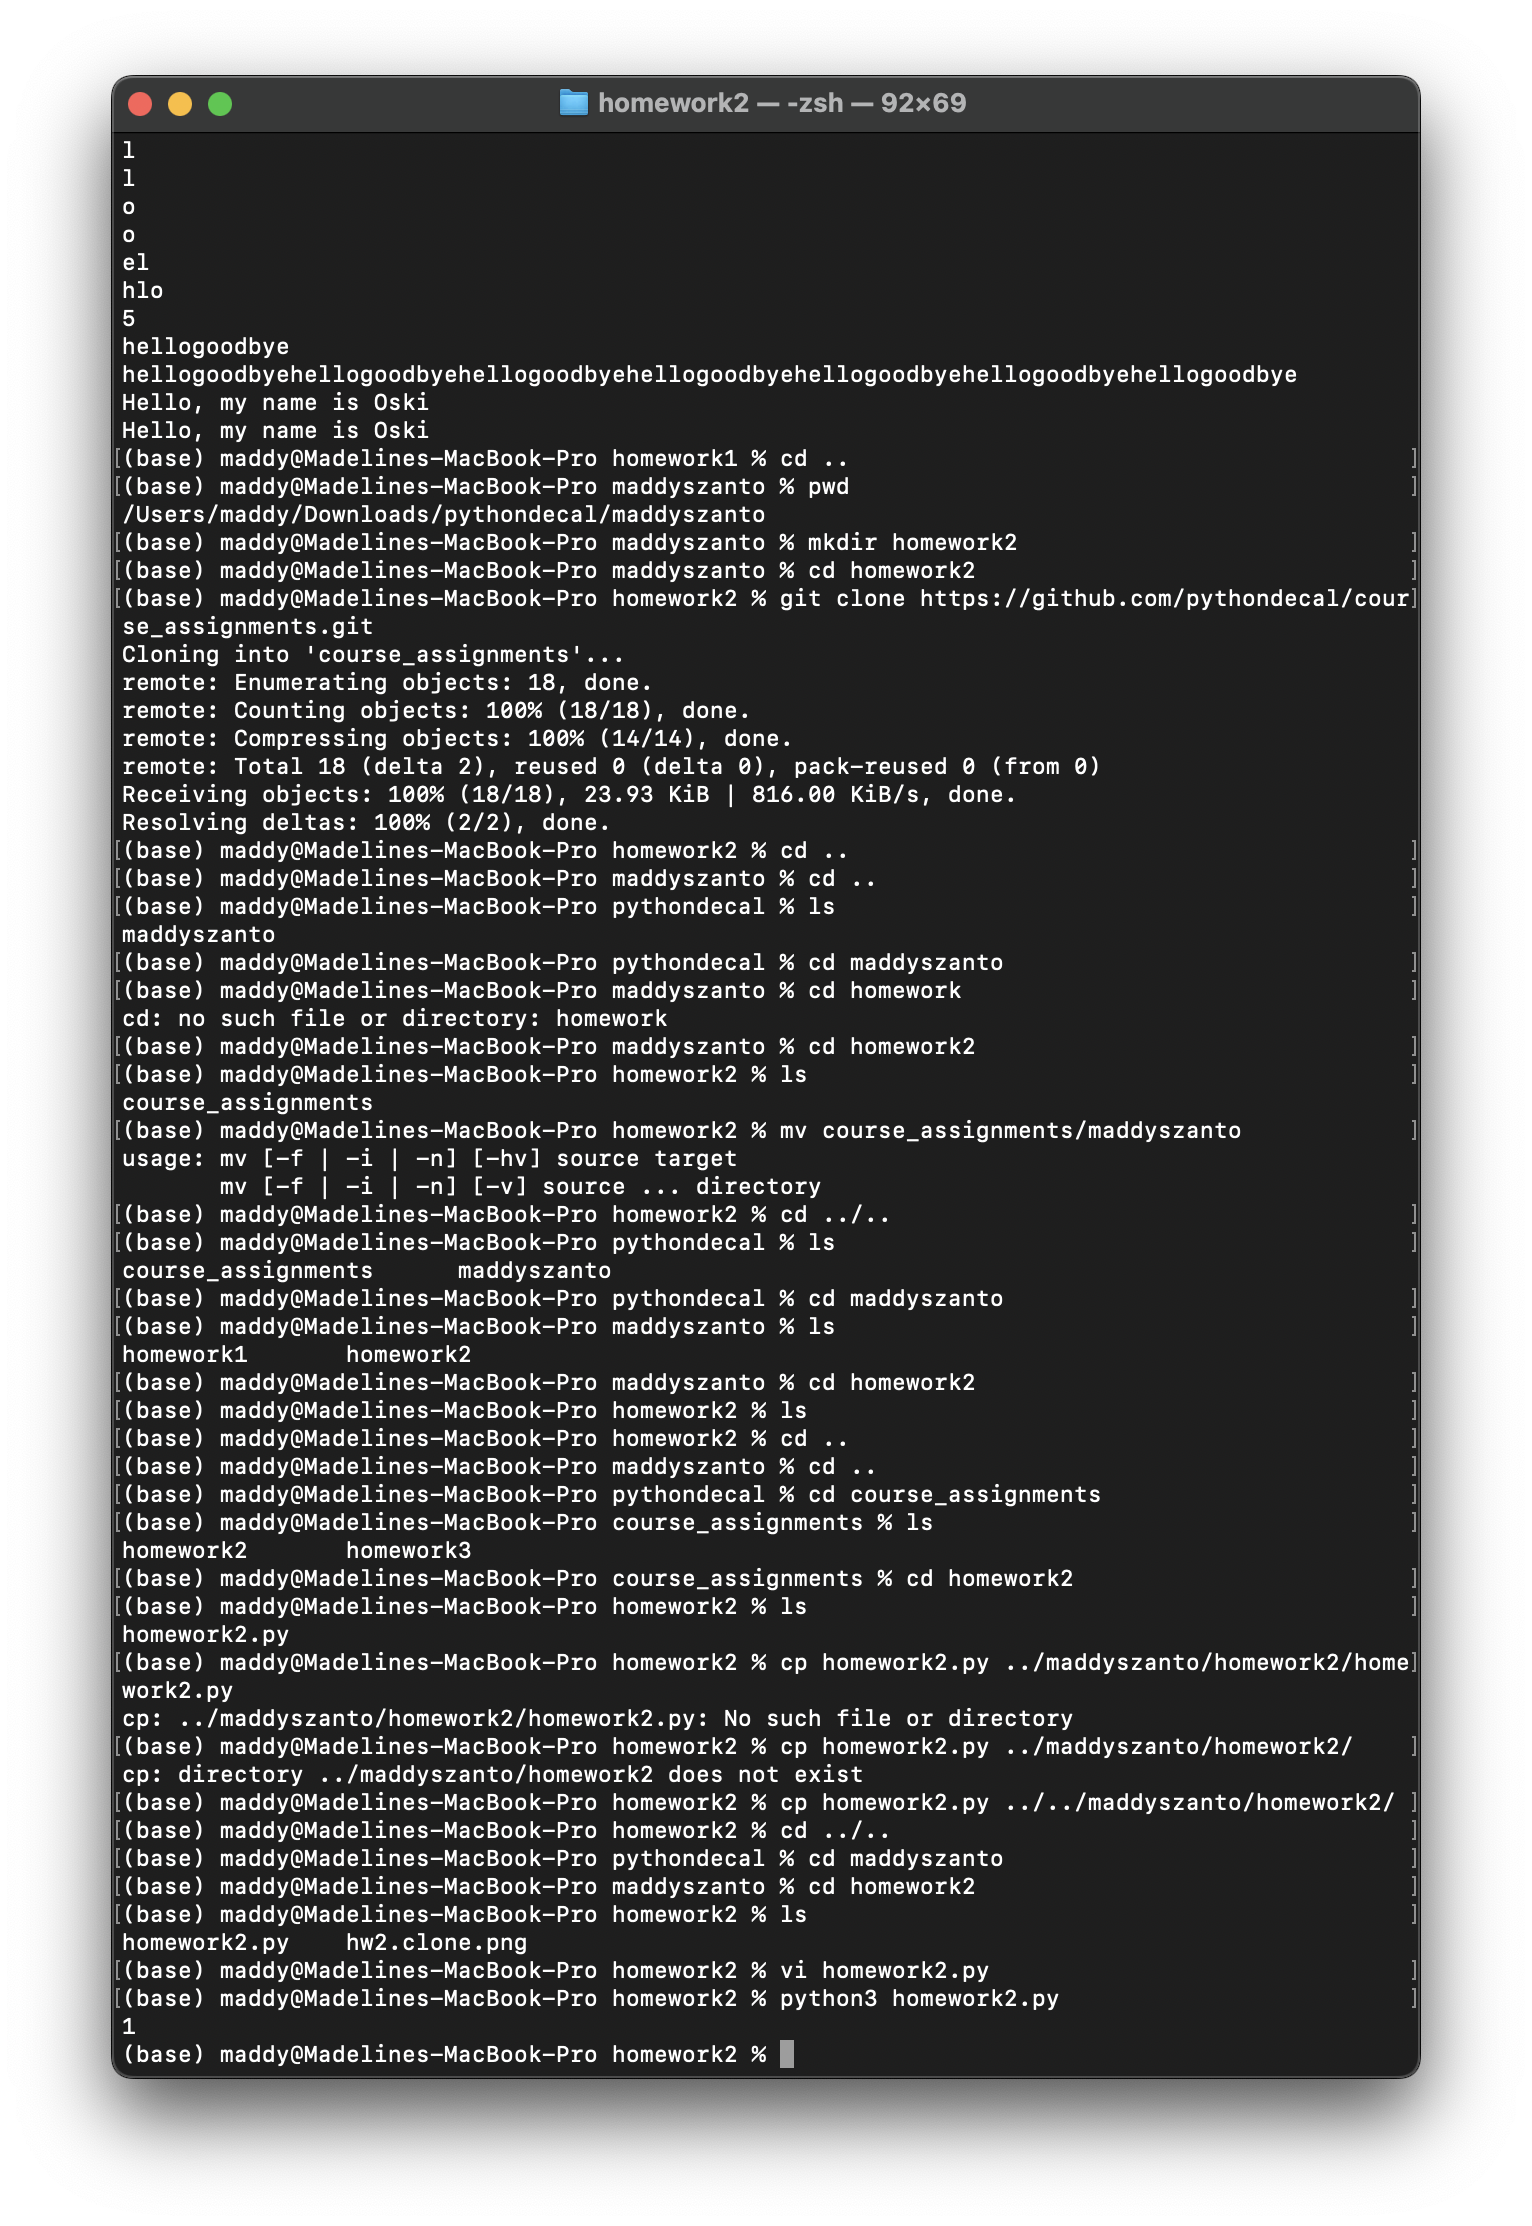 homework2 — -zsh — 92×69
l
l
o
o
el
hlo
5
hellogoodbye
hellogoodbyehellogoodbyehellogoodbyehellogoodbyehellogoodbyehellogoodbyehellogoodbye
Hello, my name is Oski
Hello, my name is Oski
[(base) maddy@Madelines-MacBook-Pro homework1 % cd .. ]
[(base) maddy@Madelines-MacBook-Pro maddyszanto % pwd ]
/Users/maddy/Downloads/pythondecal/maddyszanto
[(base) maddy@Madelines-MacBook-Pro maddyszanto % mkdir homework2 ]
[(base) maddy@Madelines-MacBook-Pro maddyszanto % cd homework2 ]
[(base) maddy@Madelines-MacBook-Pro homework2 % git clone https://github.com/pythondecal/cour]
se_assignments.git
Cloning into 'course_assignments'...
remote: Enumerating objects: 18, done.
remote: Counting objects: 100% (18/18), done.
remote: Compressing objects: 100% (14/14), done.
remote: Total 18 (delta 2), reused 0 (delta 0), pack-reused 0 (from 0)
Receiving objects: 100% (18/18), 23.93 KiB | 816.00 KiB/s, done.
Resolving deltas: 100% (2/2), done.
[(base) maddy@Madelines-MacBook-Pro homework2 % cd .. ]
[(base) maddy@Madelines-MacBook-Pro maddyszanto % cd .. ]
[(base) maddy@Madelines-MacBook-Pro pythondecal % ls ]
maddyszanto
[(base) maddy@Madelines-MacBook-Pro pythondecal % cd maddyszanto ]
[(base) maddy@Madelines-MacBook-Pro maddyszanto % cd homework ]
cd: no such file or directory: homework
[(base) maddy@Madelines-MacBook-Pro maddyszanto % cd homework2 ]
[(base) maddy@Madelines-MacBook-Pro homework2 % ls ]
course_assignments
[(base) maddy@Madelines-MacBook-Pro homework2 % mv course_assignments/maddyszanto ]
usage: mv [-f | -i | -n] [-hv] source target
       mv [-f | -i | -n] [-v] source ... directory
[(base) maddy@Madelines-MacBook-Pro homework2 % cd ../.. ]
[(base) maddy@Madelines-MacBook-Pro pythondecal % ls ]
course_assignments      maddyszanto
[(base) maddy@Madelines-MacBook-Pro pythondecal % cd maddyszanto ]
[(base) maddy@Madelines-MacBook-Pro maddyszanto % ls ]
homework1       homework2
[(base) maddy@Madelines-MacBook-Pro maddyszanto % cd homework2 ]
[(base) maddy@Madelines-MacBook-Pro homework2 % ls ]
[(base) maddy@Madelines-MacBook-Pro homework2 % cd .. ]
[(base) maddy@Madelines-MacBook-Pro maddyszanto % cd .. ]
[(base) maddy@Madelines-MacBook-Pro pythondecal % cd course_assignments ]
[(base) maddy@Madelines-MacBook-Pro course_assignments % ls ]
homework2       homework3
[(base) maddy@Madelines-MacBook-Pro course_assignments % cd homework2 ]
[(base) maddy@Madelines-MacBook-Pro homework2 % ls ]
homework2.py
[(base) maddy@Madelines-MacBook-Pro homework2 % cp homework2.py ../maddyszanto/homework2/home]
work2.py
cp: ../maddyszanto/homework2/homework2.py: No such file or directory
[(base) maddy@Madelines-MacBook-Pro homework2 % cp homework2.py ../maddyszanto/homework2/ ]
cp: directory ../maddyszanto/homework2 does not exist
[(base) maddy@Madelines-MacBook-Pro homework2 % cp homework2.py ../../maddyszanto/homework2/ ]
[(base) maddy@Madelines-MacBook-Pro homework2 % cd ../.. ]
[(base) maddy@Madelines-MacBook-Pro pythondecal % cd maddyszanto ]
[(base) maddy@Madelines-MacBook-Pro maddyszanto % cd homework2 ]
[(base) maddy@Madelines-MacBook-Pro homework2 % ls ]
homework2.py    hw2.clone.png
[(base) maddy@Madelines-MacBook-Pro homework2 % vi homework2.py ]
[(base) maddy@Madelines-MacBook-Pro homework2 % python3 homework2.py ]
1
(base) maddy@Madelines-MacBook-Pro homework2 %